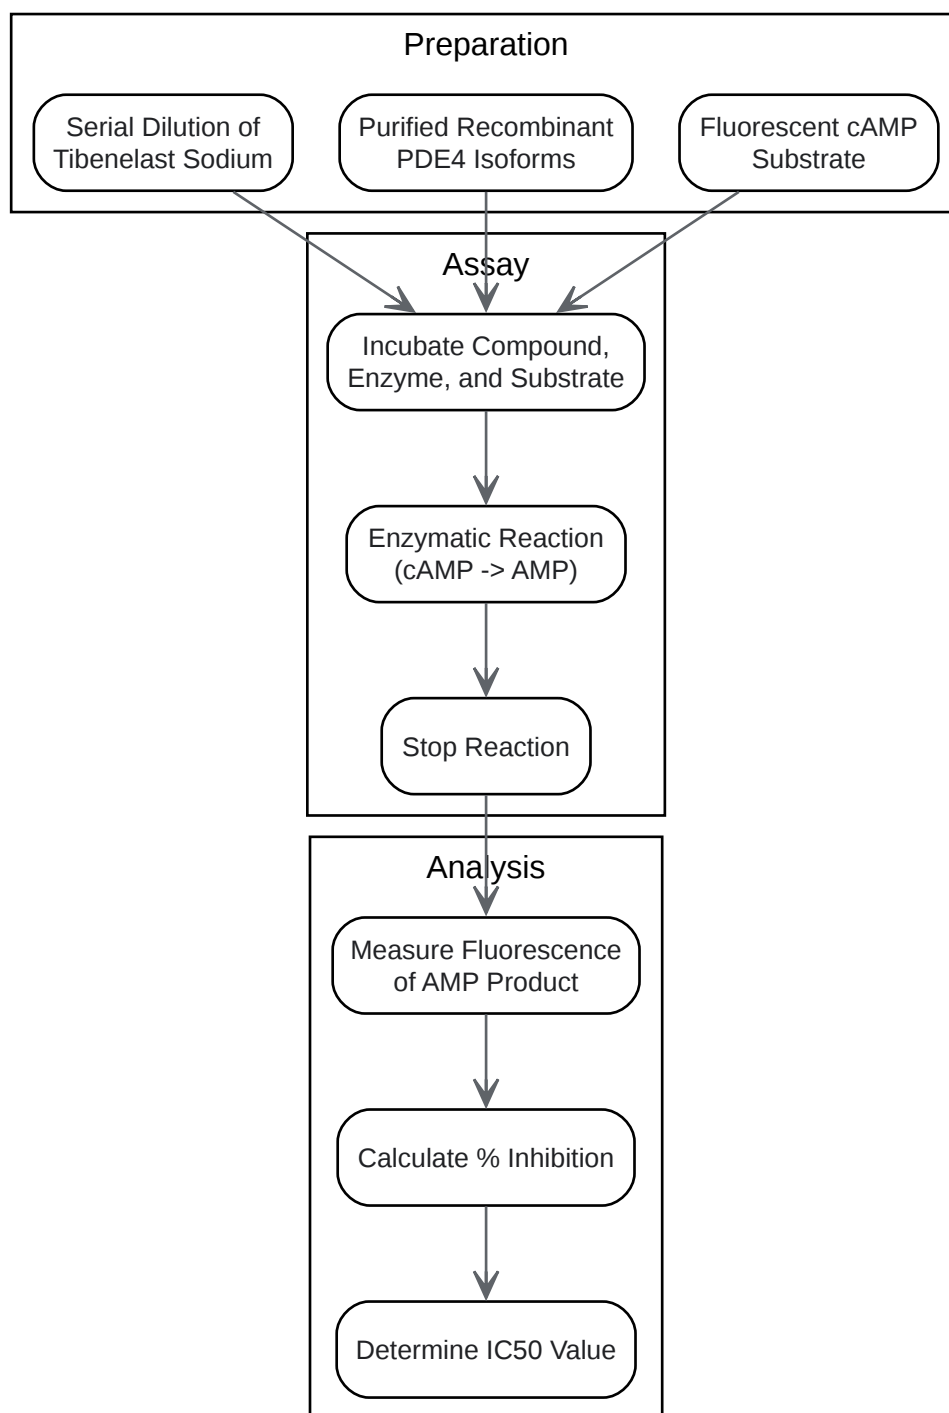 Preparation
Serial Dilution of
Tibenelast Sodium
Purified Recombinant
PDE4 Isoforms
Fluorescent cAMP
Substrate
Assay
Incubate Compound,
Enzyme, and Substrate
Enzymatic Reaction
(cAMP -> AMP)
Stop Reaction
Analysis
Measure Fluorescence
of AMP Product
Calculate % Inhibition
Determine IC50 Value